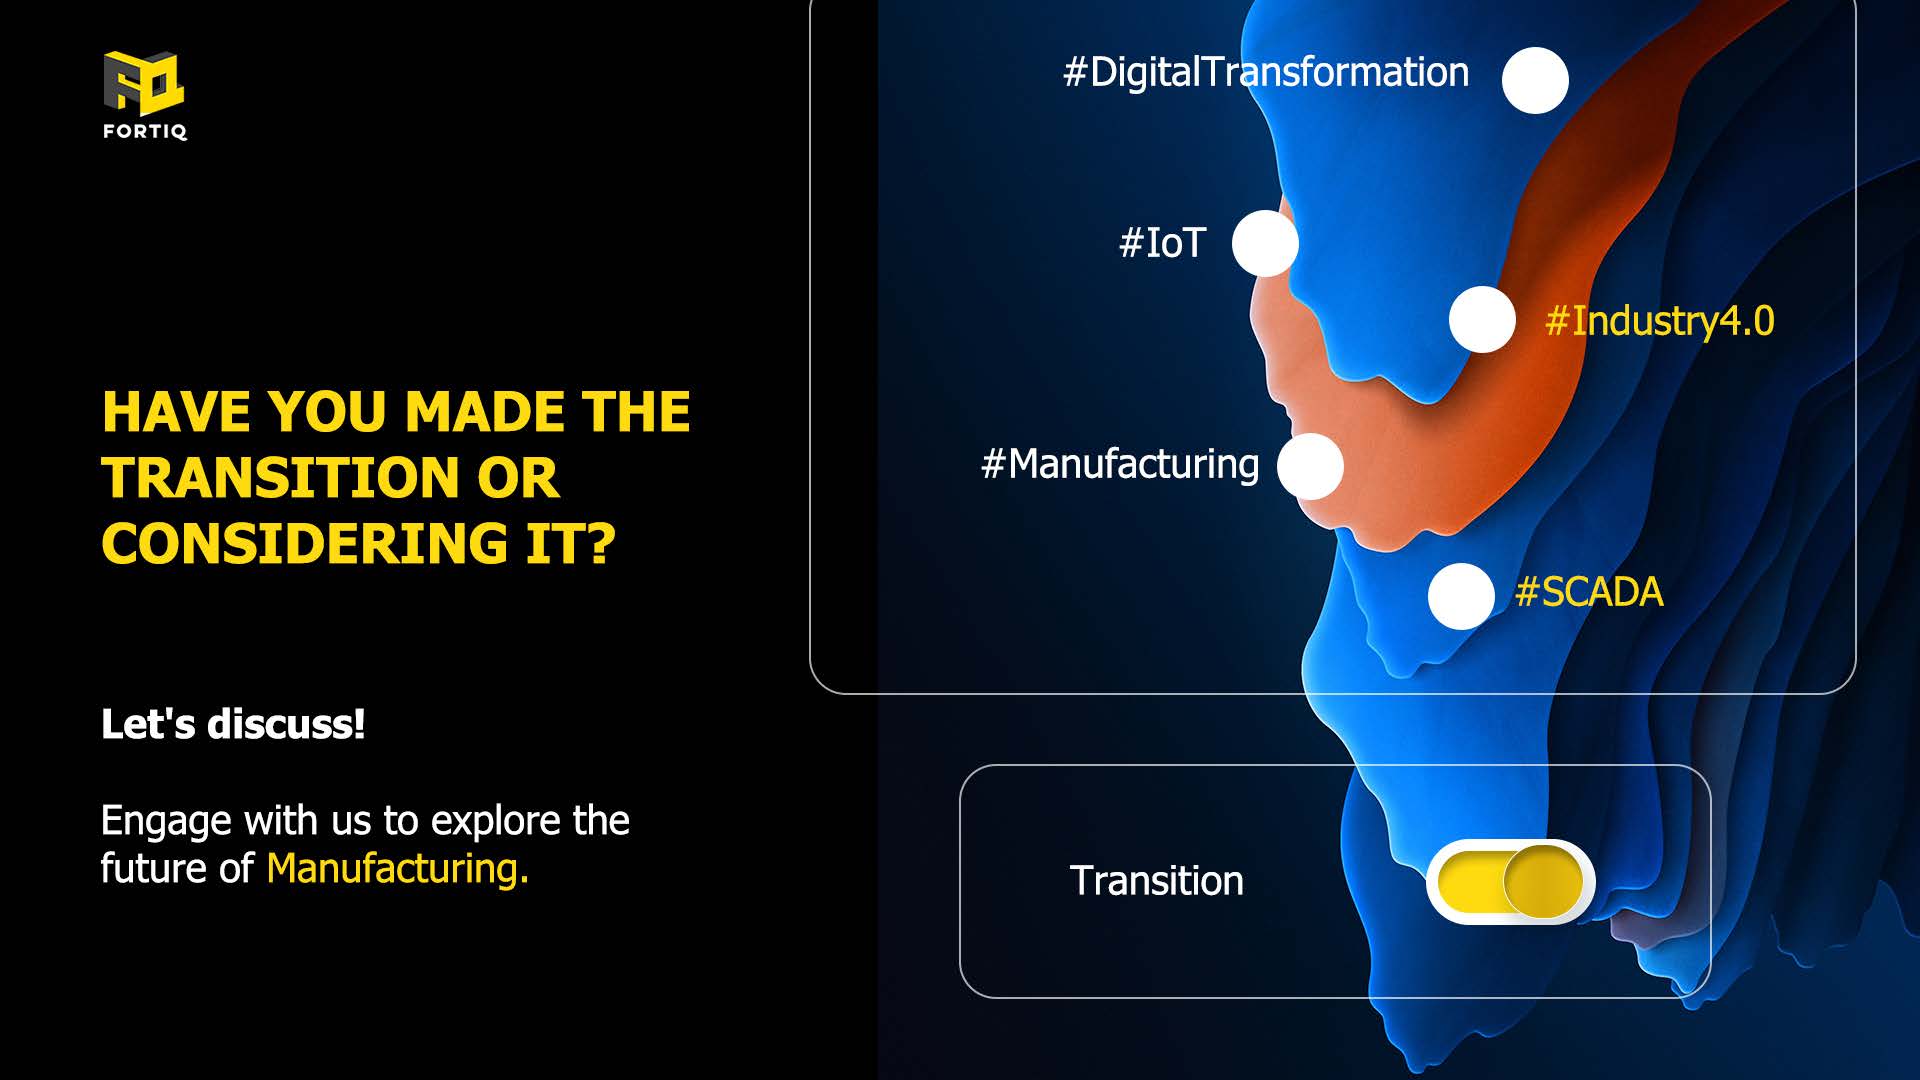 FORTIQ
HAVE YOU MADE THE
TRANSITION OR
CONSIDERING IT?
Let's discuss!
Engage with us to explore the
future of Manufacturing.
#DigitalTransformation
#IoT
#Industry4.0
#Manufacturing
#SCADA
Transition